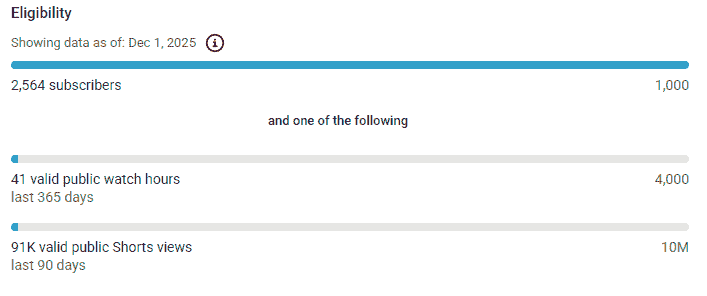 Eligibility
Showing data as of: Dec 1, 2025
2,564 subscribers 1,000
and one of the following
41 valid public watch hours 4,000
last 365 days
91K valid public Shorts views 10M
last 90 days